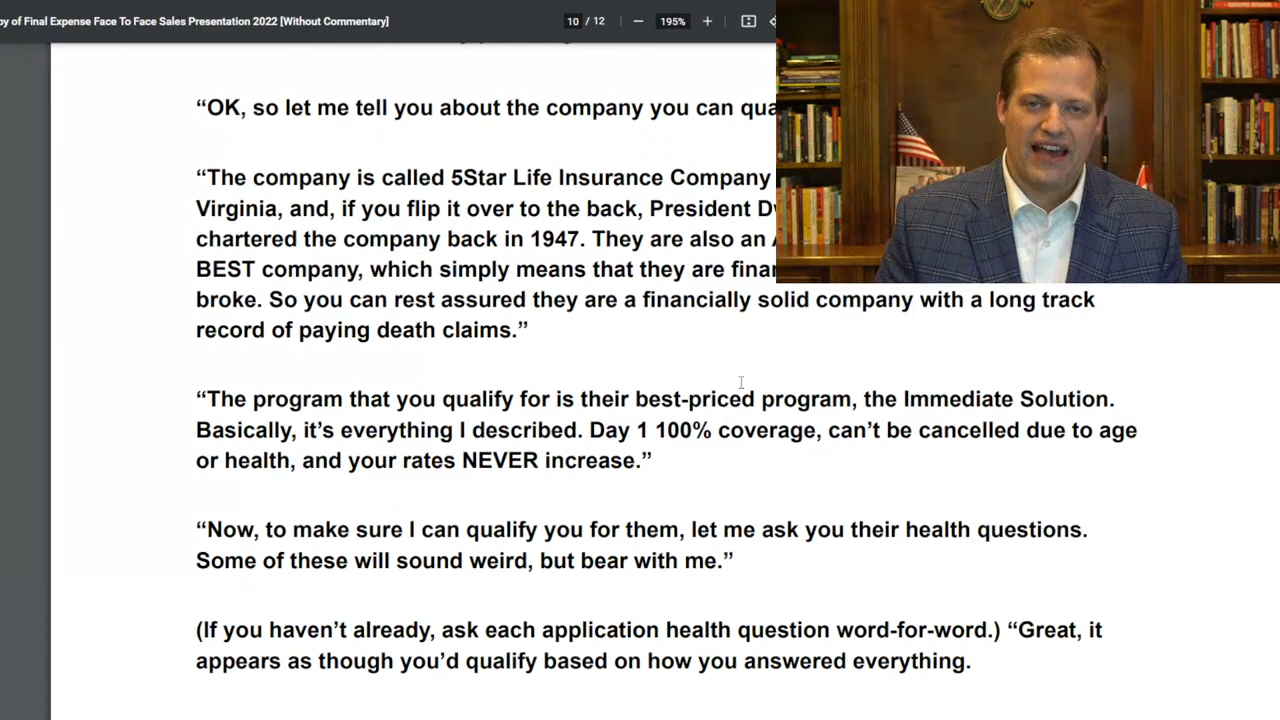 py of Final Expense Face To Face Sales Presentation 2022 [Without Commentary]
10 / 12
195%
“OK, so let me tell you about the company you can qua
“The company is called 5Star Life Insurance Company
Virginia, and, if you flip it over to the back, President Dw
chartered the company back in 1947. They are also an A
BEST company, which simply means that they are finan
broke. So you can rest assured they are a financially solid company with a long track
record of paying death claims.”
“The program that you qualify for is their best-priced program, the Immediate Solution.
Basically, it’s everything I described. Day 1 100% coverage, can’t be cancelled due to age
or health, and your rates NEVER increase.”
“Now, to make sure I can qualify you for them, let me ask you their health questions.
Some of these will sound weird, but bear with me.”
(If you haven’t already, ask each application health question word-for-word.) “Great, it
appears as though you’d qualify based on how you answered everything.